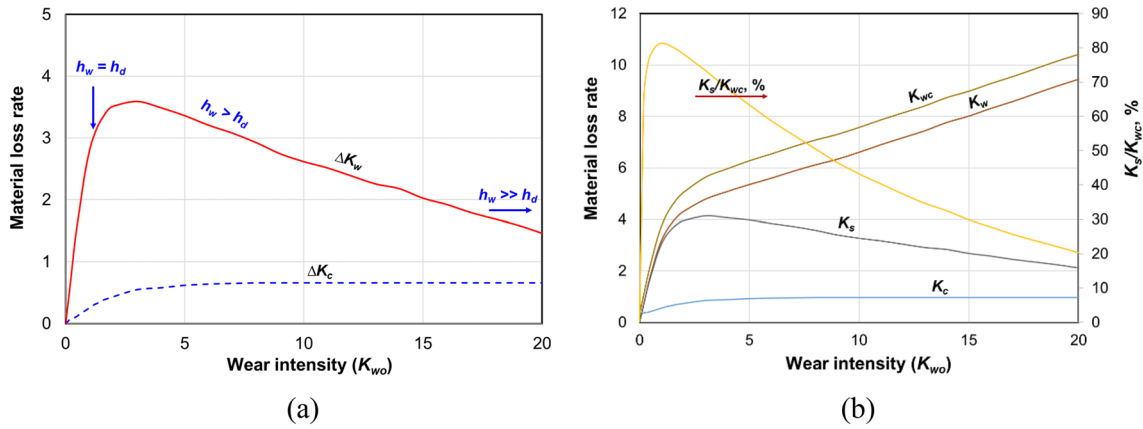 5
4
3
2
1
0
Material loss rate
h_w = h_d
h_w > h_d
ΔK_w
h_w >> h_d
ΔK_c
0 5 10 15 20
Wear intensity (K_wo)
(a)
12
10
8
6
4
2
0
Material loss rate
K_s/K_wc, %
K_wc
K_w
K_s
K_c
90
80
70
60
50
40
30
20
10
0
K_s/K_wc, %
0 5 10 15 20
Wear intensity (K_wo)
(b)